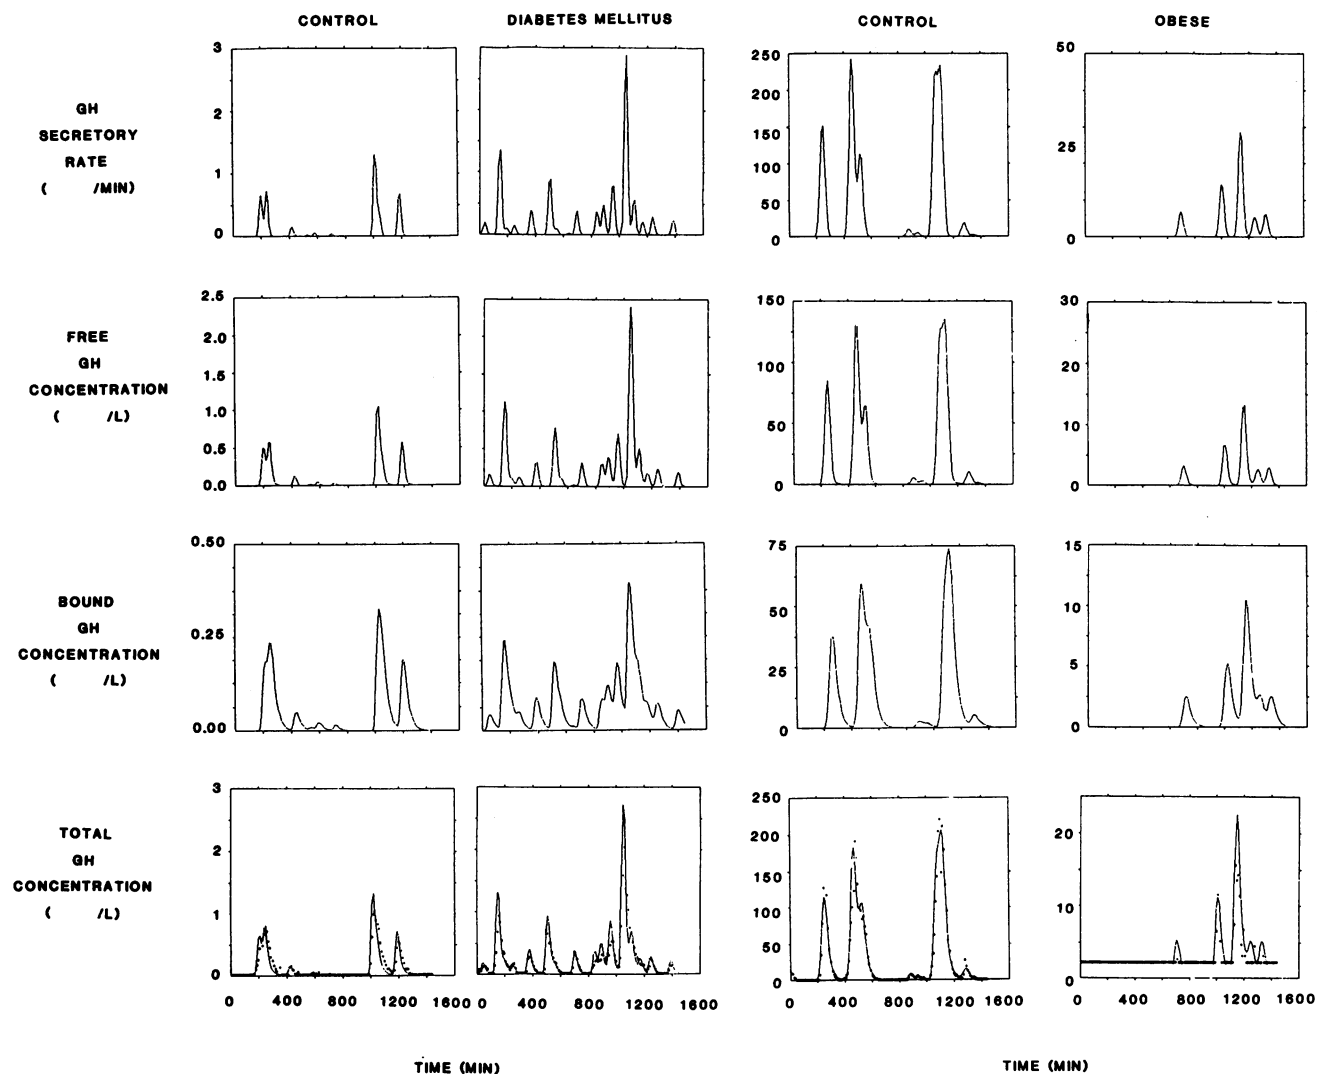 CONTROL DIABETES MELLITUS CONTROL OBESE
3 2 1 0
250 200 150 100 50 0
50 25 0
GH
SECRETORY
RATE
( /MIN)
2.5 2.0 1.5 1.0 0.5 0.0
150 100 50 0
30 20 10 0
FREE
GH
CONCENTRATION
( /L)
0.50 0.25 0.00
75 50 25 0
15 10 5 0
BOUND
GH
CONCENTRATION
( /L)
3 2 1 0
250 200 150 100 50 0
20 10 0
TOTAL
GH
CONCENTRATION
( /L)
0 400 800 1200 1600 0 400 800 1200 1600 0 400 800 1200 1600 0 400 800 1200 1600
TIME (MIN) TIME (MIN)